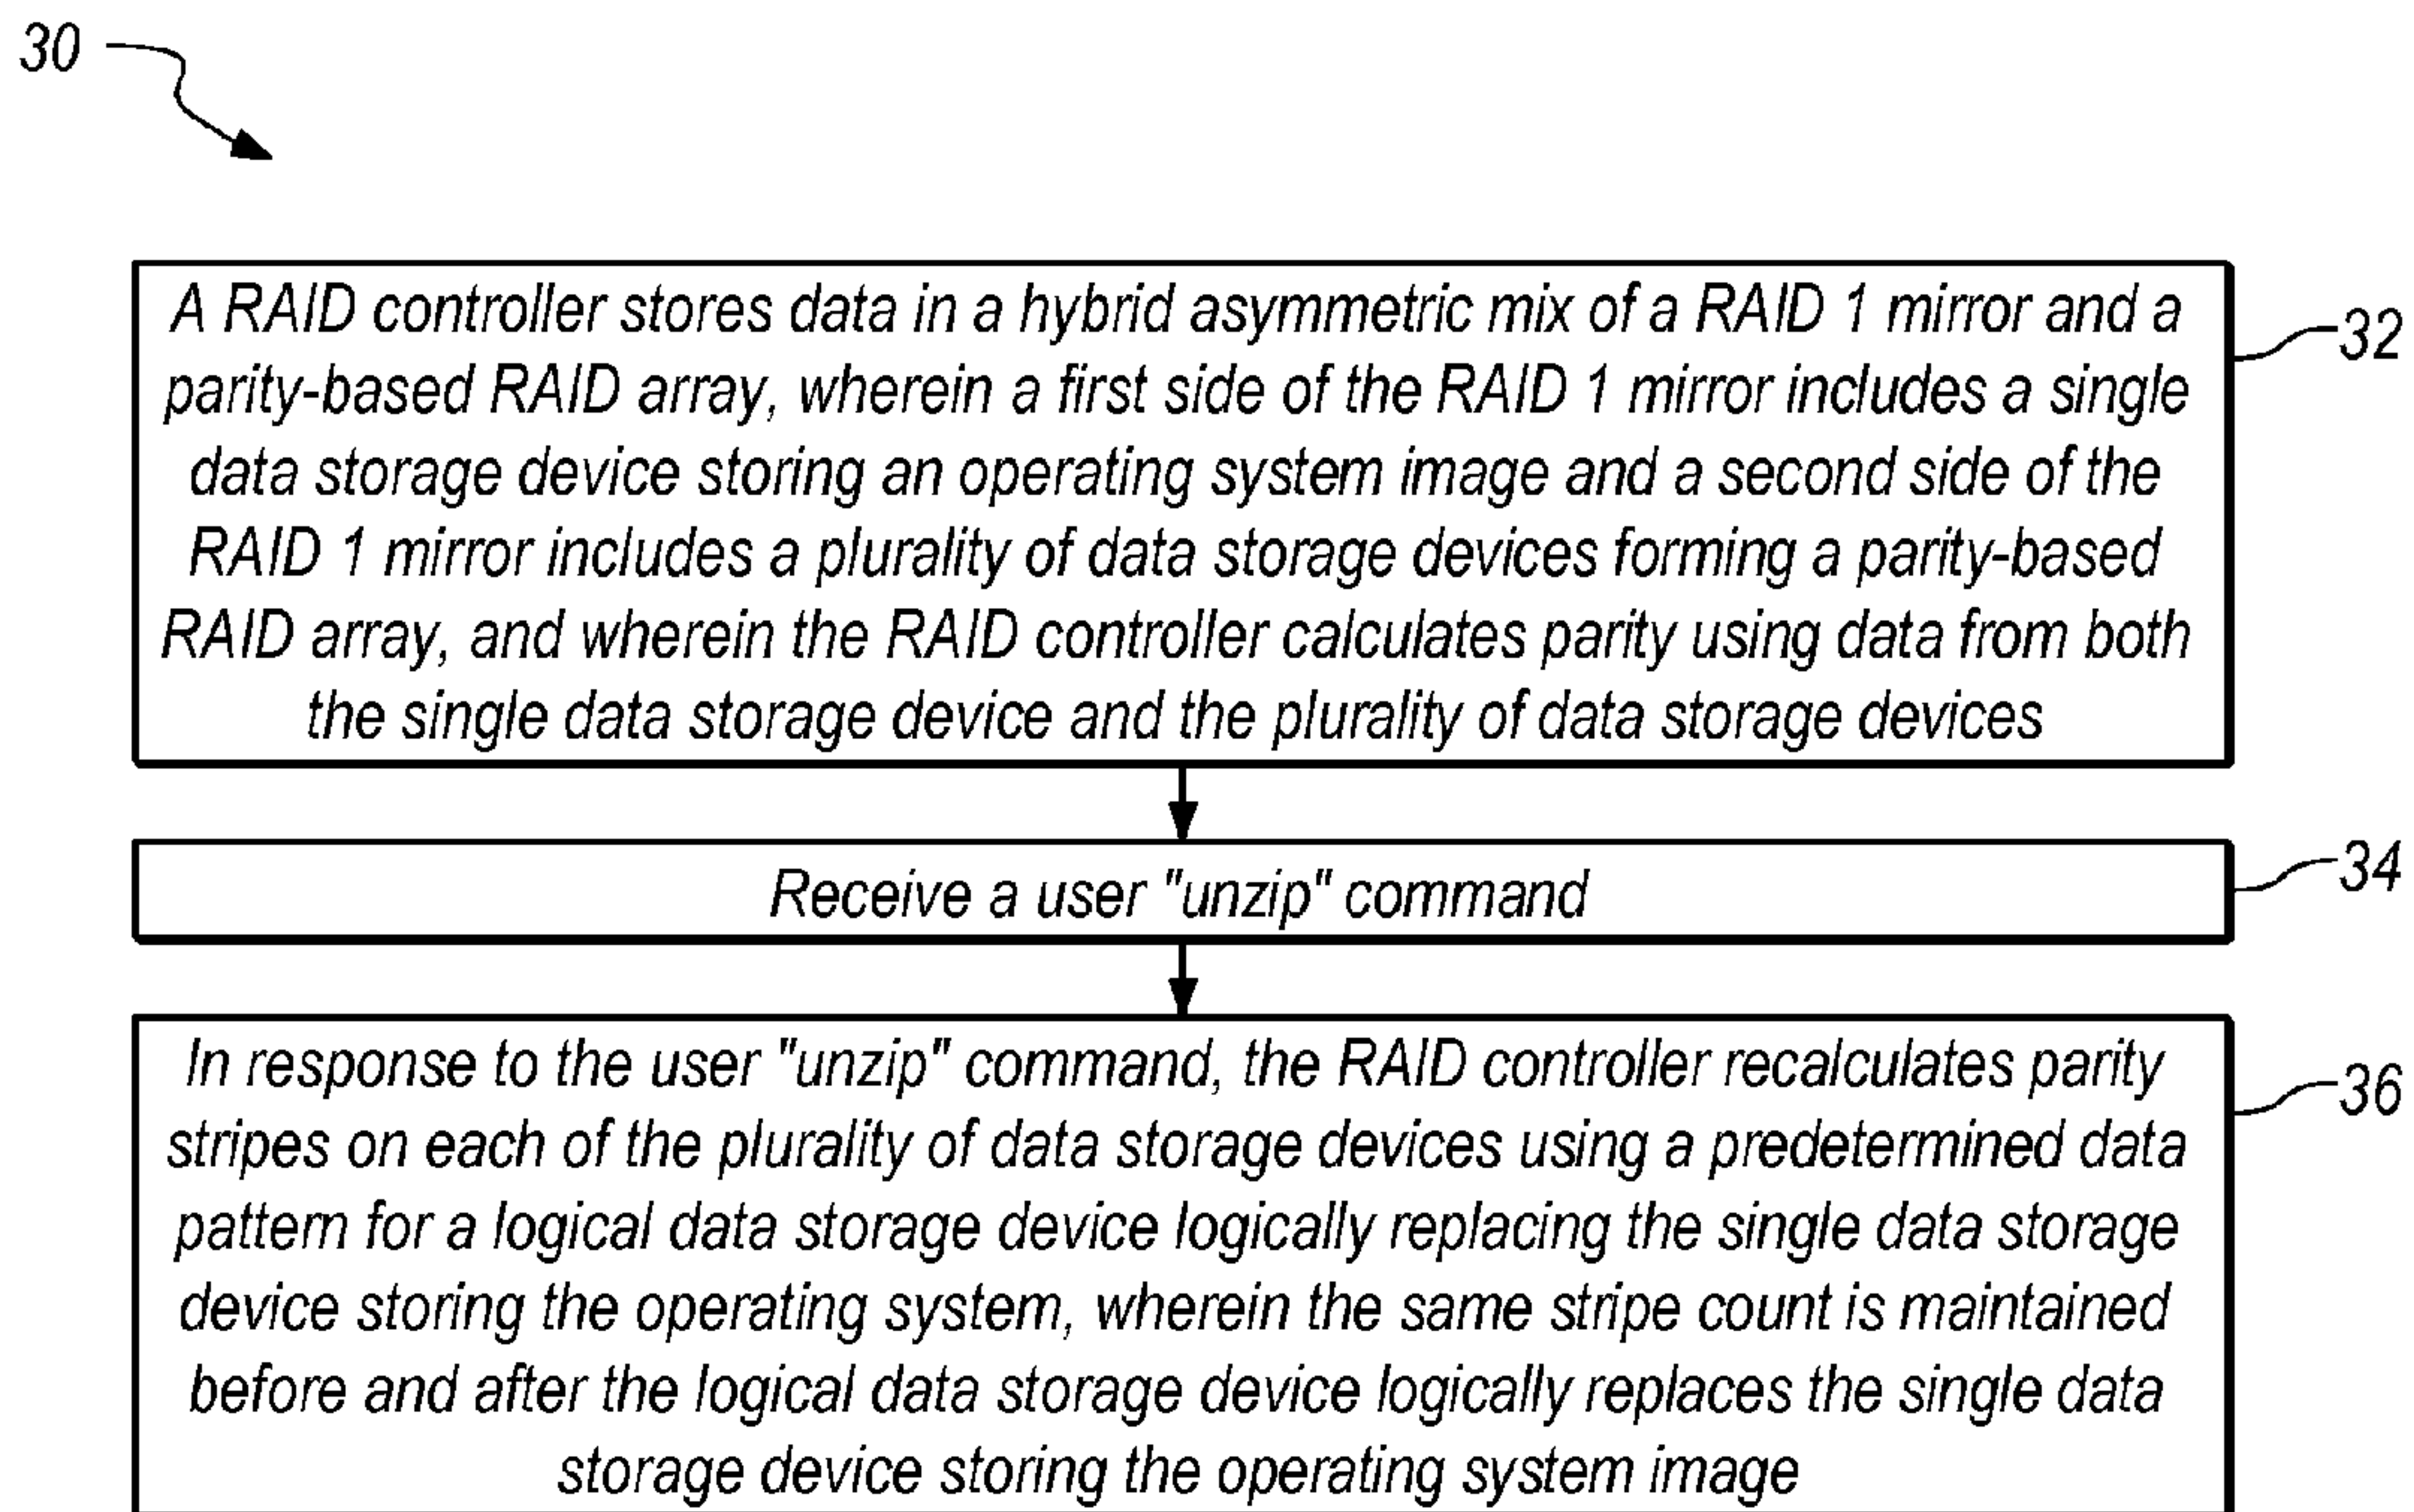 30
A RAID controller stores data in a hybrid asymmetric mix of a RAID 1 mirror and a
parity-based RAID array, wherein a first side of the RAID 1 mirror includes a single
data storage device storing an operating system image and a second side of the
RAID 1 mirror includes a plurality of data storage devices forming a parity-based
RAID array, and wherein the RAID controller calculates parity using data from both
the single data storage device and the plurality of data storage devices
32
Receive a user "unzip" command
34
In response to the user "unzip" command, the RAID controller recalculates parity
stripes on each of the plurality of data storage devices using a predetermined data
pattern for a logical data storage device logically replacing the single data storage
device storing the operating system, wherein the same stripe count is maintained
before and after the logical data storage device logically replaces the single data
storage device storing the operating system image
36